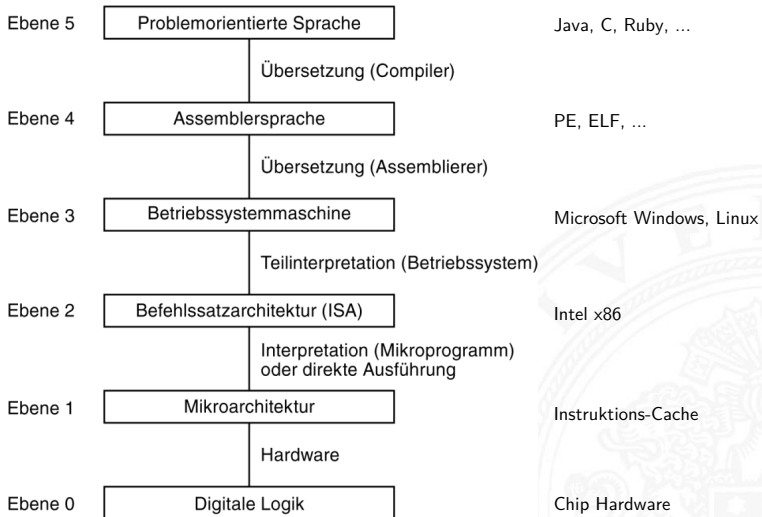 Ebene 5 Problemorientierte Sprache Java, C, Ruby, ...
Übersetzung (Compiler)
Ebene 4 Assemblersprache PE, ELF, ...
Übersetzung (Assemblierer)
Ebene 3 Betriebssystemmaschine Microsoft Windows, Linux
Teilinterpretation (Betriebssystem)
Ebene 2 Befehlssatzarchitektur (ISA) Intel x86
Interpretation (Mikroprogramm)
oder direkte Ausführung
Ebene 1 Mikroarchitektur Instruktions-Cache
Hardware
Ebene 0 Digitale Logik Chip Hardware